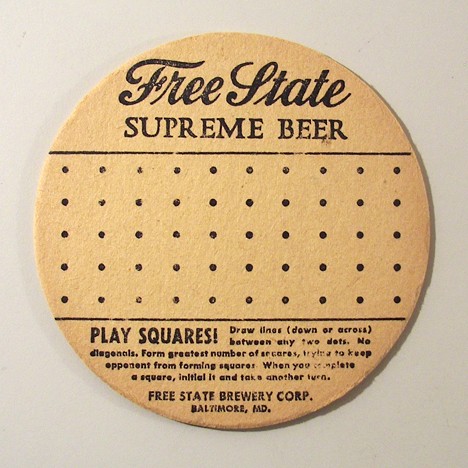 Free State
SUPREME BEER
PLAY SQUARES! Draw lines (down or across)
between any two dots. No
diagonals. Form greatest number of squares, trying to keep
opponent from forming squares. When you complete
a square, initial it and take another turn.
FREE STATE BREWERY CORP.
BALTIMORE, MD.